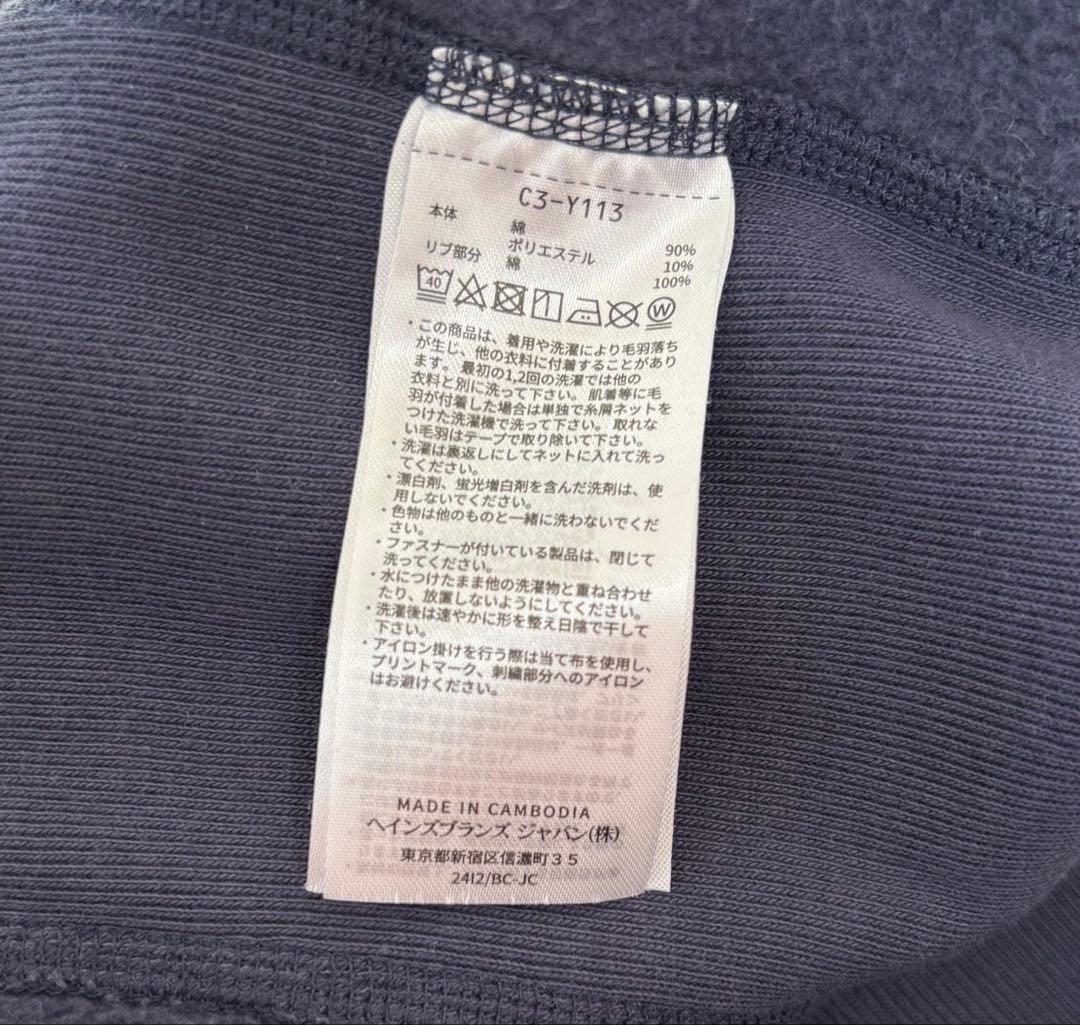 C3-Y113
本体 綿 90%
ポリエステル 10%
リブ部分 綿 100%
40
W
・この商品は、着用や洗濯により毛羽落ち
が生じ、他の衣料に付着することがあり
ます。最初の1,2回の洗濯では他の
衣料と別に洗って下さい。肌着等に毛
羽が付着した場合は単独で糸屑ネットを
つけた洗濯機で洗って下さい。取れな
い毛羽はテープで取り除いて下さい。
・洗濯は裏返しにしてネットに入れて洗っ
てください。
・漂白剤、蛍光増白剤を含んだ洗剤は、使
用しないでください。
・色物は他のものと一緒に洗わないでくだ
さい。
・ファスナーが付いている製品は、閉じて
洗ってください。
・水につけたまま他の洗濯物と重ね合わせ
たり、放置しないようにしてください。
・洗濯後は速やかに形を整え日陰で干して
下さい。
・アイロン掛けを行う際は当て布を使用し、
プリントマーク、刺繍部分へのアイロン
はお避けください。
MADE IN CAMBODIA
ヘインズブランズ ジャパン(株)
東京都新宿区信濃町35
24I2/BC-JC